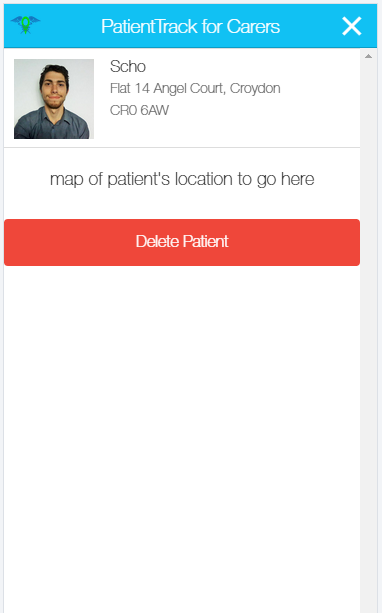 PatientTrack for Carers
Scho
Flat 14 Angel Court, Croydon
CR0 6AW
map of patient's location to go here
Delete Patient